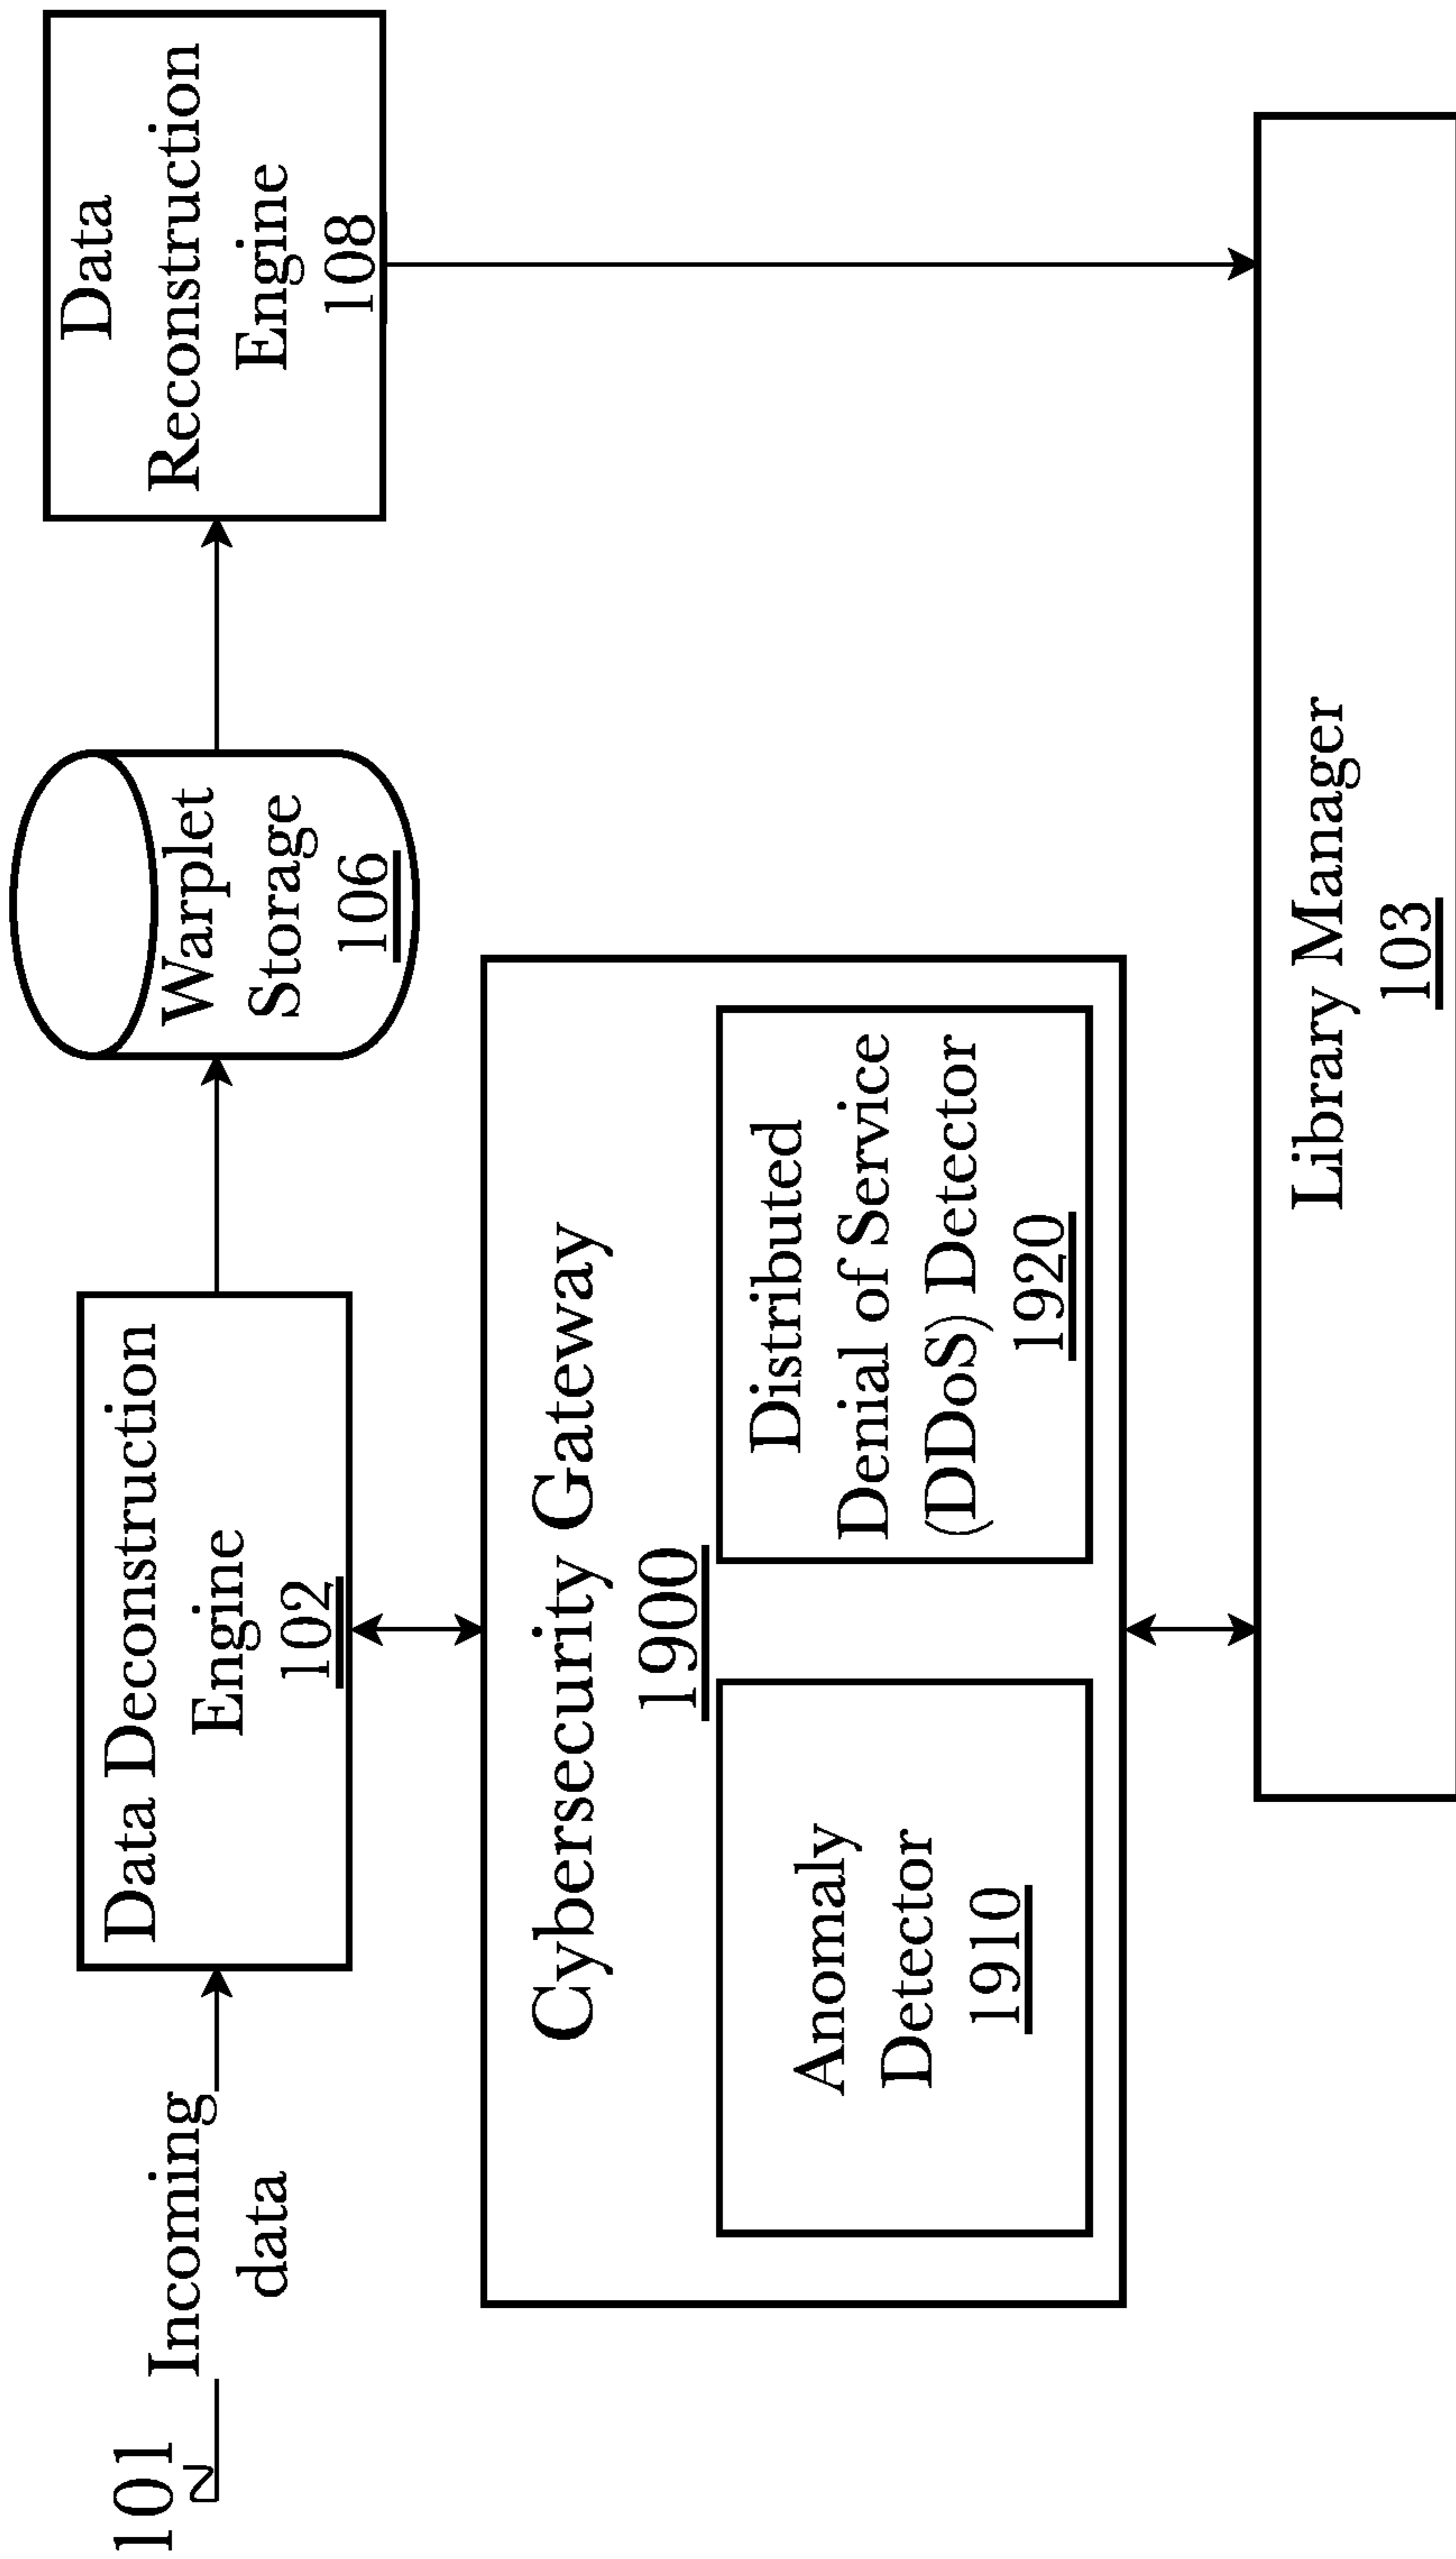 101
Incoming
data
Data Deconstruction
Engine
102
Warplet
Storage
106
Data
Reconstruction
Engine
108
Cybersecurity Gateway
1900
Anomaly
Detector
1910
Distributed
Denial of Service
(DDoS) Detector
1920
Library Manager
103